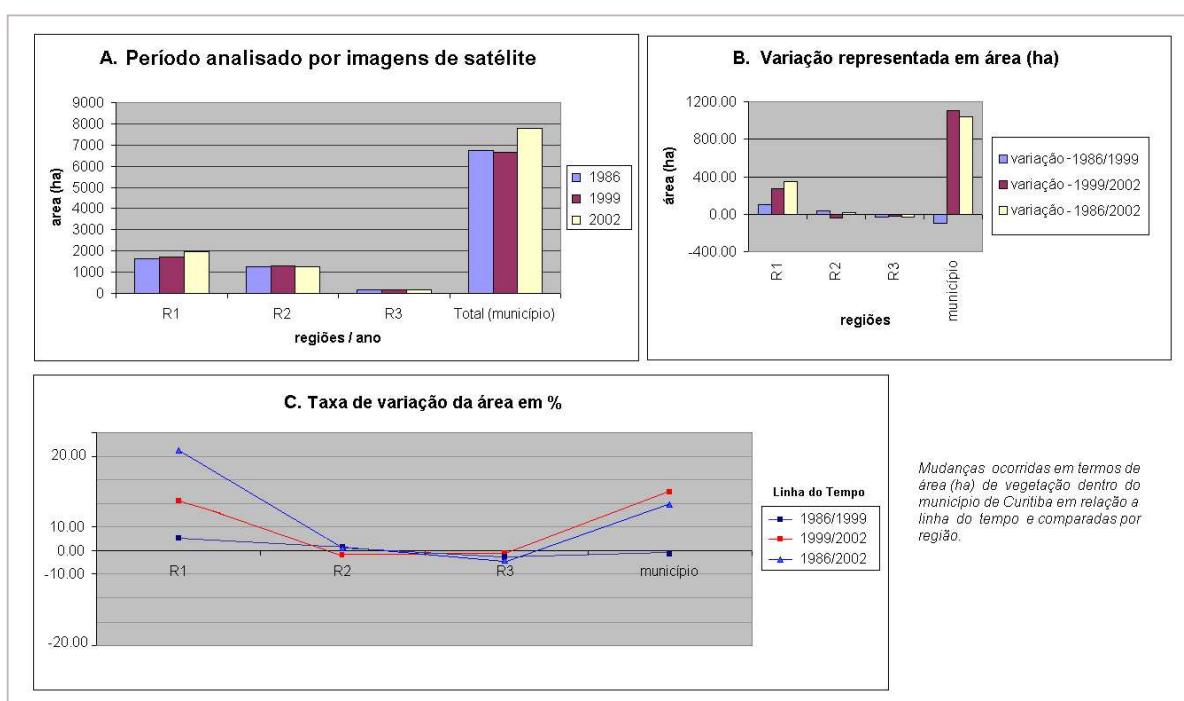 A. Período analisado por imagens de satélite
area (ha)
9000
8000
7000
6000
5000
4000
3000
2000
1000
0
R1 R2 R3 Total (município)
regiões / ano
1986
1999
2002
B. Variação representada em área (ha)
área (ha)
1200.00
800.00
400.00
0.00
-400.00
R1 R2 R3 município
regiões
variação - 1986/1999
variação - 1999/2002
variação - 1986/2002
C. Taxa de variação da área em %
20.00
10.00
0.00
-10.00
-20.00
R1 R2 R3 município
Linha do Tempo
1986/1999
1999/2002
1986/2002
Mudanças ocorridas em termos de
área (ha) de vegetação dentro do
município de Curitiba em relação a
linha do tempo e comparadas por
região.